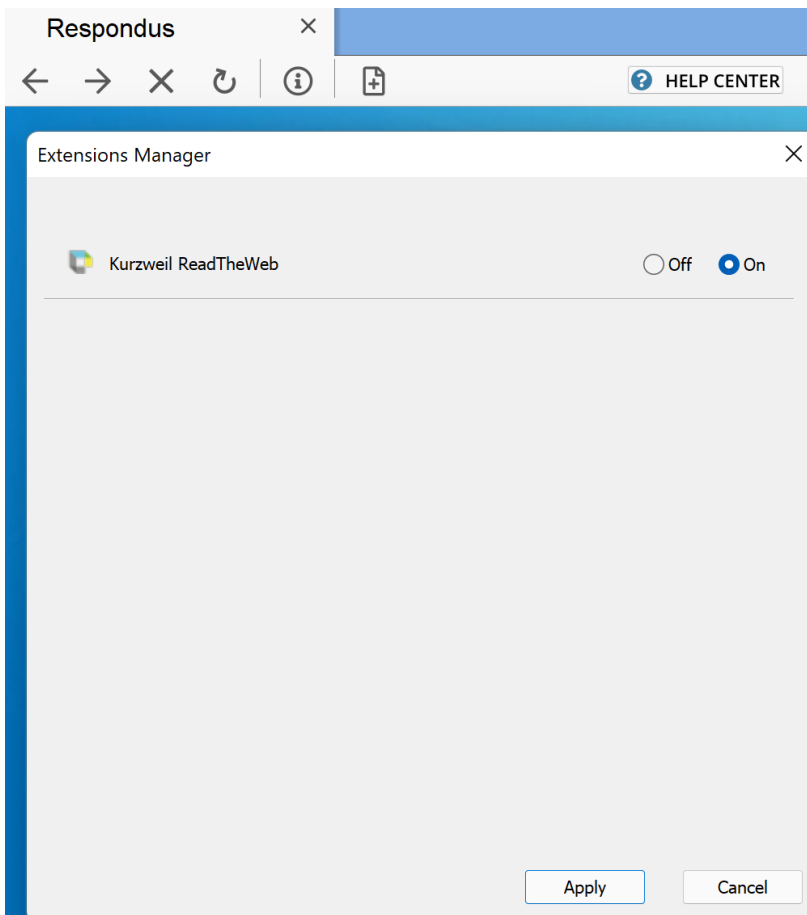 Respondus
HELP CENTER
Extensions Manager
Kurzweil ReadTheWeb Off On
Apply Cancel